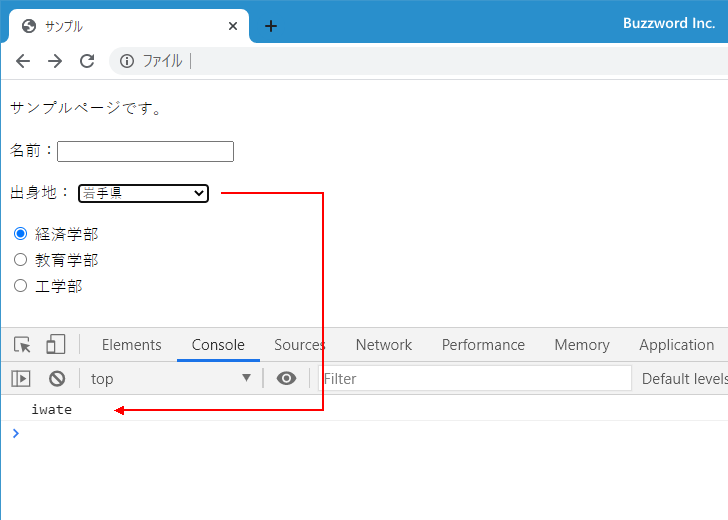 サンプル
Buzzword Inc.
ファイル
サンプルページです。
名前：
出身地： 岩手県
経済学部
教育学部
工学部
Elements Console Sources Network Performance Memory Application
top Filter Default levels
iwate